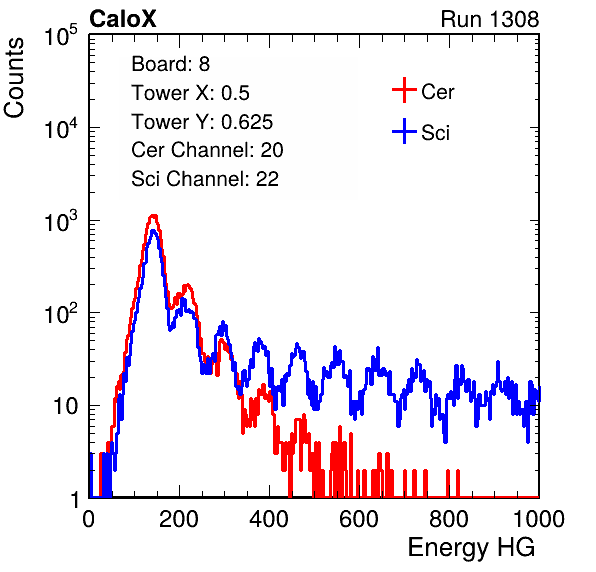 CaloX Run 1308
Counts
10^5
10^4
10^3
10^2
10
1
Board: 8
Tower X: 0.5
Tower Y: 0.625
Cer Channel: 20
Sci Channel: 22
Cer
Sci
0 200 400 600 800 1000
Energy HG